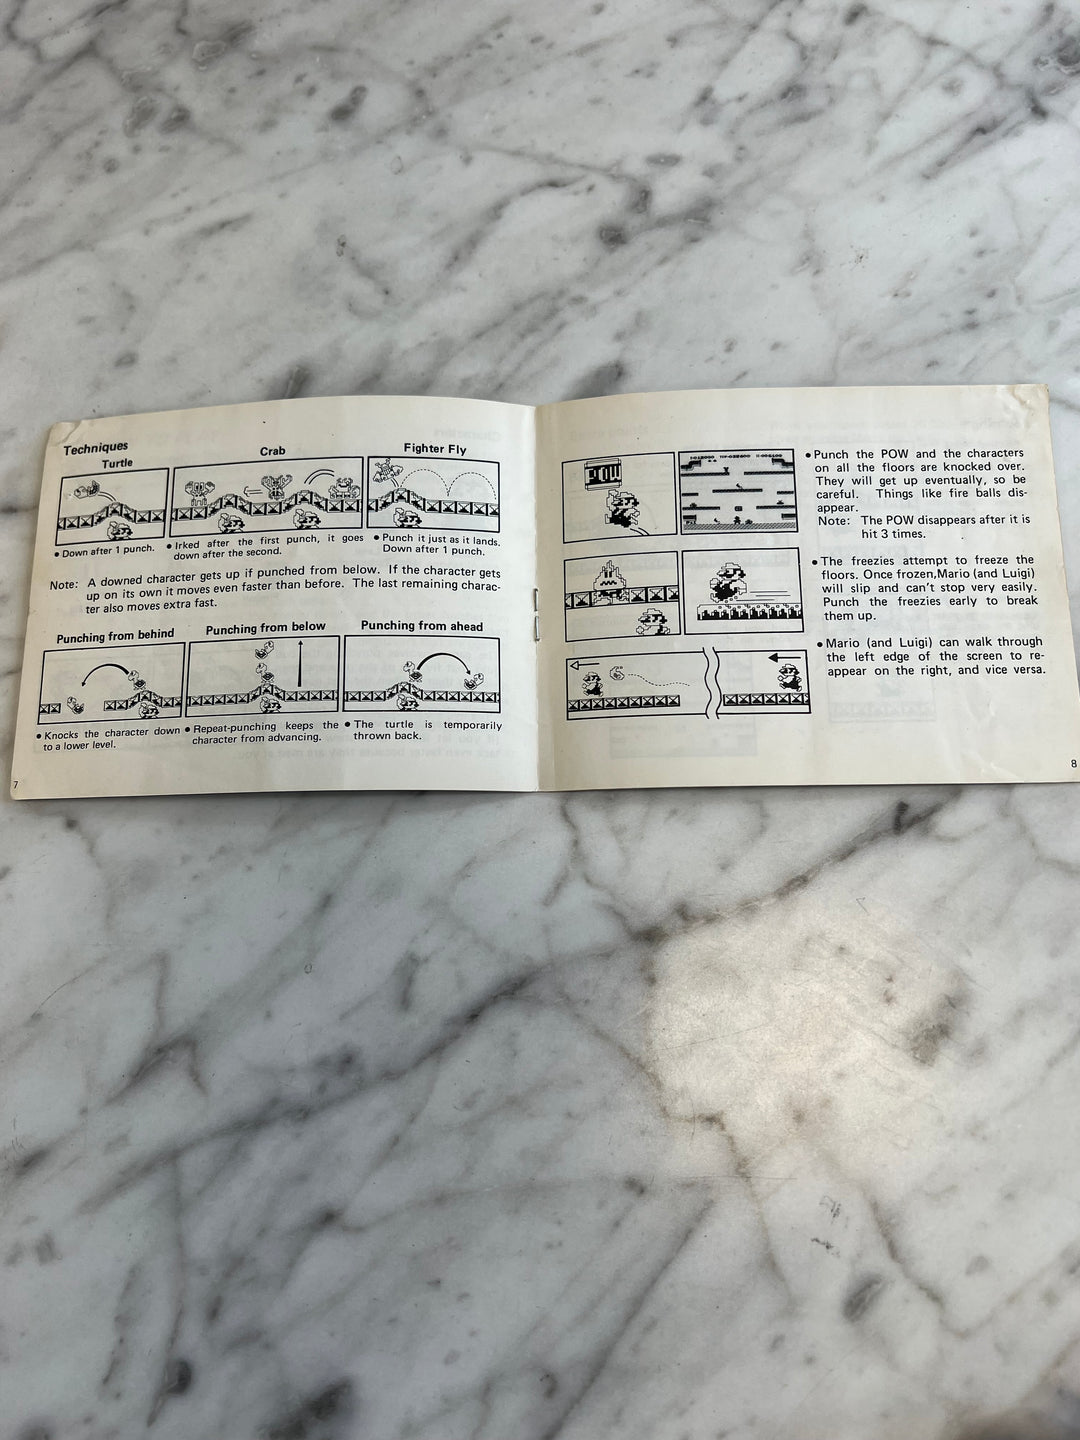 Techniques
Turtle
Crab
Fighter Fly
• Down after 1 punch.
• Irked after the first punch, it goes
down after the second.
• Punch it just as it lands.
Down after 1 punch.
Note: A downed character gets up if punched from below. If the character gets
up on its own it moves even faster than before. The last remaining charac-
ter also moves extra fast.
Punching from behind
Punching from below
Punching from ahead
• Knocks the character down
to a lower level.
• Repeat-punching keeps the
character from advancing.
• The turtle is temporarily
thrown back.
7
POW
• Punch the POW and the characters
on all the floors are knocked over.
They will get up eventually, so be
careful. Things like fire balls dis-
appear.
Note: The POW disappears after it is
hit 3 times.
• The freezies attempt to freeze the
floors. Once frozen,Mario (and Luigi)
will slip and can't stop very easily.
Punch the freezies early to break
them up.
• Mario (and Luigi) can walk through
the left edge of the screen to re-
appear on the right, and vice versa.
8